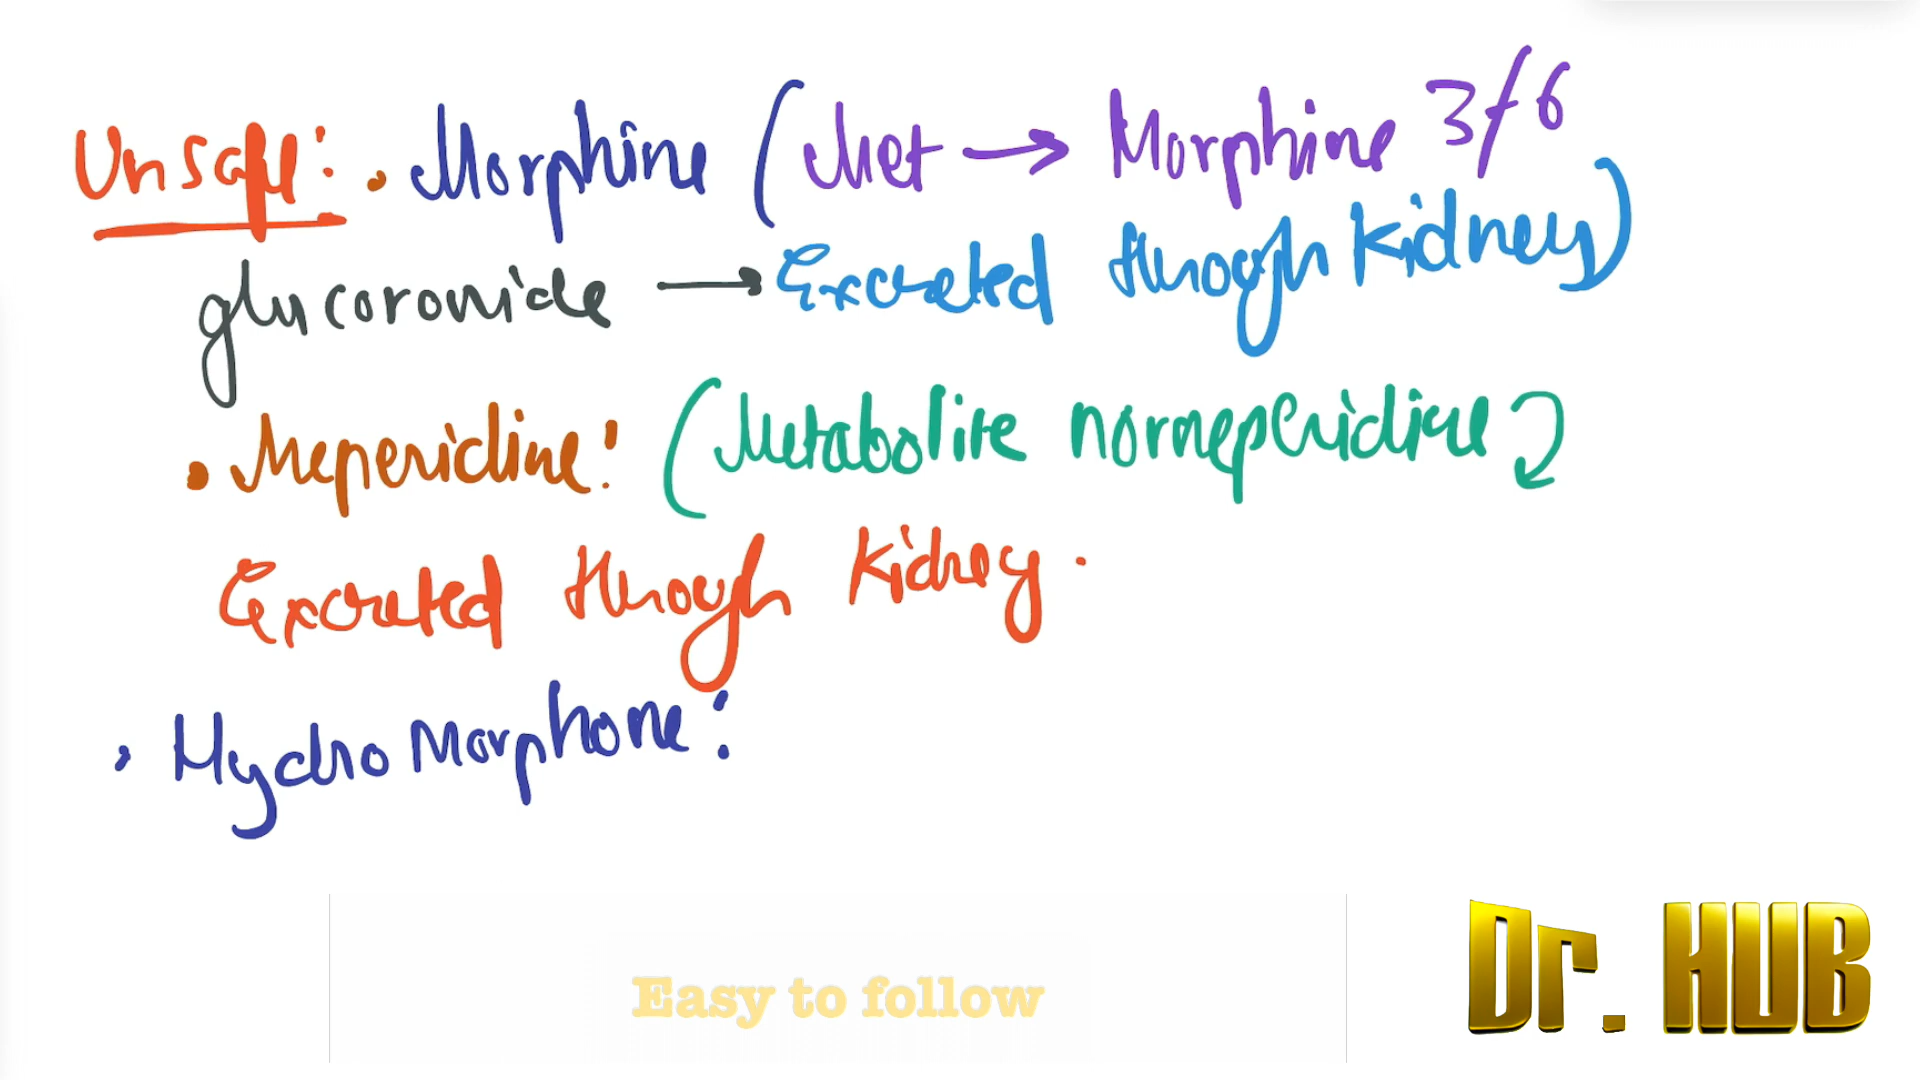 Unsafe: • Morphine (Met → Morphine 3/6
glucoronide → Excreted through kidney)
• Meperidine: (Metabolite normeperidine
Excreted through kidney.
• Hydromorphone:
Easy to follow
Dr. HUB